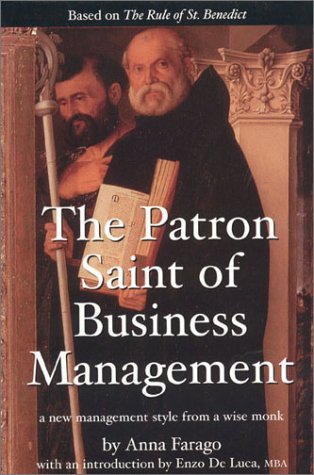 Based on The Rule of St. Benedict
The Patron
Saint of
Business
Management
a new management style from a wise monk
by Anna Farago
with an introduction by Enzo De Luca, MBA